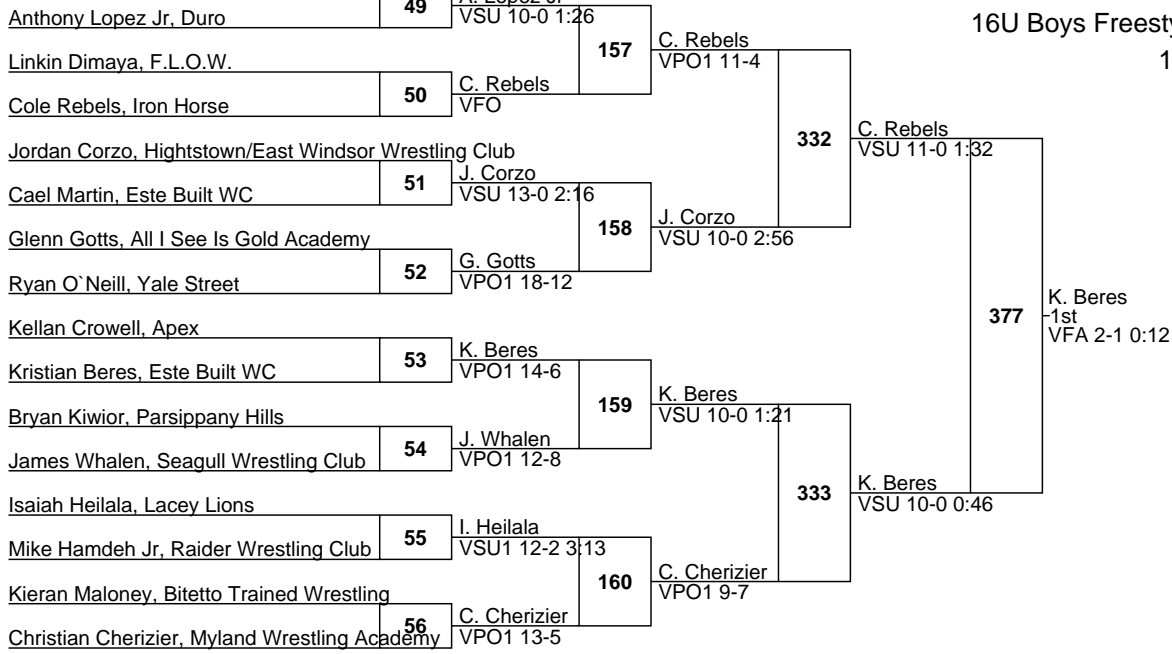 49
A. Lopez Jr
Anthony Lopez Jr, Duro
VSU 10-0 1:26
16U Boys Freesty
157
C. Rebels
VPO1 11-4
1
Linkin Dimaya, F.L.O.W.
50
C. Rebels
VFO
Cole Rebels, Iron Horse
332
C. Rebels
VSU 11-0 1:32
Jordan Corzo, Hightstown/East Windsor Wrestling Club
51
J. Corzo
VSU 13-0 2:16
Cael Martin, Este Built WC
158
J. Corzo
VSU 10-0 2:56
Glenn Gotts, All I See Is Gold Academy
52
G. Gotts
VPO1 18-12
Ryan O`Neill, Yale Street
377
K. Beres
1st
VFA 2-1 0:12
Kellan Crowell, Apex
53
K. Beres
VPO1 14-6
Kristian Beres, Este Built WC
159
K. Beres
VSU 10-0 1:21
Bryan Kiwior, Parsippany Hills
54
J. Whalen
VPO1 12-8
James Whalen, Seagull Wrestling Club
333
K. Beres
VSU 10-0 0:46
Isaiah Heilala, Lacey Lions
55
I. Heilala
VSU1 12-2 3:13
Mike Hamdeh Jr, Raider Wrestling Club
160
C. Cherizier
VPO1 9-7
Kieran Maloney, Bitetto Trained Wrestling
56
C. Cherizier
VPO1 13-5
Christian Cherizier, Myland Wrestling Academy